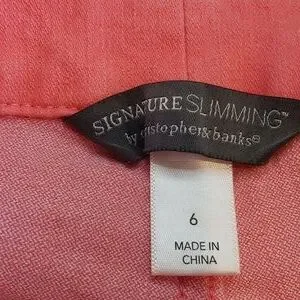 SIGNATURE SLIMMING™
by christopher&banks®
6
MADE IN
CHINA